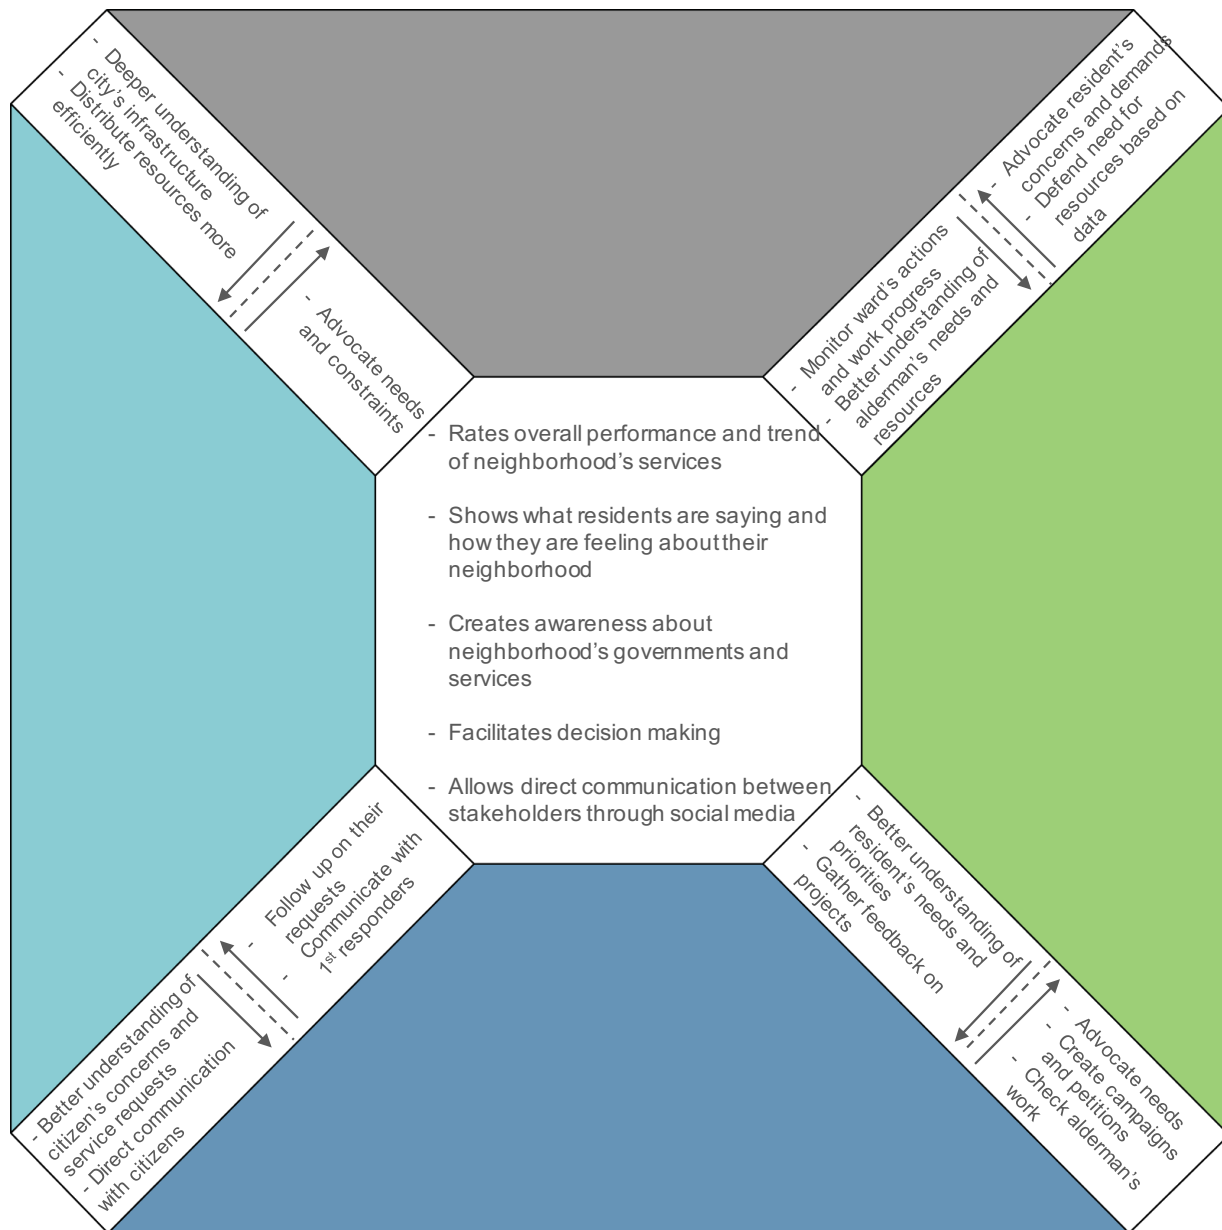 - Deeper understanding of
city's infrastructure
- Distribute resources more
efficiently
- Advocate needs
and constraints
- Advocate resident's
concerns and demands
- Defend need for
resources based on
data
- Monitor ward's actions
and work progress
- Better understanding of
alderman's needs and
resources
- Rates overall performance and trend
of neighborhood's services
- Shows what residents are saying and
how they are feeling about their
neighborhood
- Creates awareness about
neighborhood's governments and
services
- Facilitates decision making
- Allows direct communication between
stakeholders through social media
- Follow up on their
requests
- Communicate with
1st responders
- Better understanding of
citizen's concerns and
service requests
- Direct communication
with citizens
- Better understanding of
resident's needs and
priorities
- Gather feedback on
projects
- Advocate needs
- Create campaigns
and petitions
- Check alderman's
work